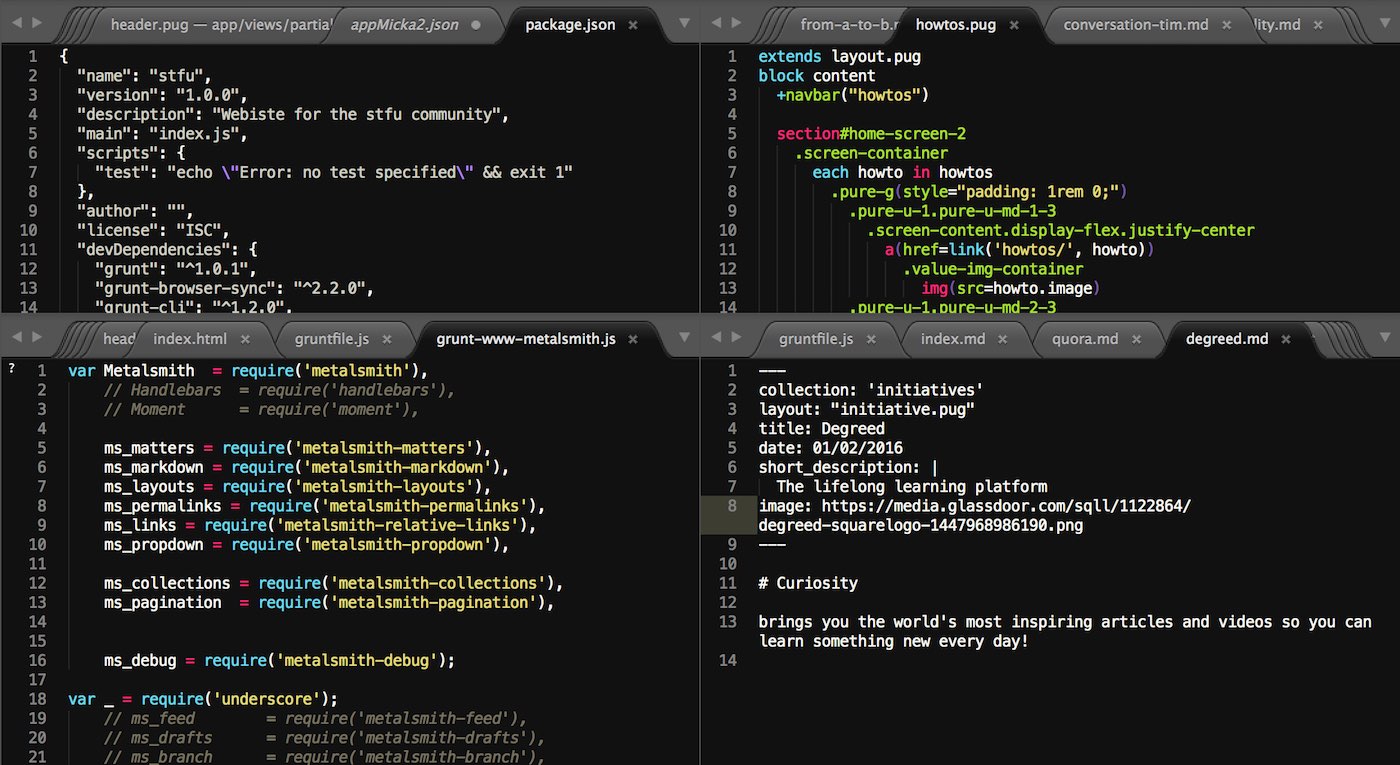 header.pug — app/views/partial
appMicka2.json
package.json
1 {
2 "name": "stfu",
3 "version": "1.0.0",
4 "description": "Webiste for the stfu community",
5 "main": "index.js",
6 "scripts": {
7 "test": "echo \"Error: no test specified\" && exit 1"
8 },
9 "author": "",
10 "license": "ISC",
11 "devDependencies": {
12 "grunt": "^1.0.1",
13 "grunt-browser-sync": "^2.2.0",
14 "grunt-cli": "^1.2.0",
from-a-to-b.r
howtos.pug
conversation-tim.md
lity.md
1 extends layout.pug
2 block content
3 +navbar("howtos")
4
5 section#home-screen-2
6 .screen-container
7 each howto in howtos
8 .pure-g(style="padding: 1rem 0;")
9 .pure-u-1.pure-u-md-1-3
10 .screen-content.display-flex.justify-center
11 a(href=link('howtos/', howto))
12 .value-img-container
13 img(src=howto.image)
14 .pure-u-1.pure-u-md-2-3
head
index.html
gruntfile.js
grunt-www-metalsmith.js
? 1 var Metalsmith = require('metalsmith'),
2 // Handlebars = require('handlebars'),
3 // Moment = require('moment'),
4
5 ms_matters = require('metalsmith-matters'),
6 ms_markdown = require('metalsmith-markdown'),
7 ms_layouts = require('metalsmith-layouts'),
8 ms_permalinks = require('metalsmith-permalinks'),
9 ms_links = require('metalsmith-relative-links'),
10 ms_propdown = require('metalsmith-propdown'),
11
12 ms_collections = require('metalsmith-collections'),
13 ms_pagination = require('metalsmith-pagination'),
14
15
16 ms_debug = require('metalsmith-debug');
17
18 var _ = require('underscore');
19 // ms_feed = require('metalsmith-feed'),
20 // ms_drafts = require('metalsmith-drafts'),
21 // ms_branch = require('metalsmith-branch'),
gruntfile.js
index.md
quora.md
degreed.md
1 ---
2 collection: 'initiatives'
3 layout: "initiative.pug"
4 title: Degreed
5 date: 01/02/2016
6 short_description: |
7 The lifelong learning platform
8 image: https://media.glassdoor.com/sqll/1122864/
degreed-squarelogo-1447968986190.png
9 ---
10
11 # Curiosity
12
13 brings you the world's most inspiring articles and videos so you can
learn something new every day!
14